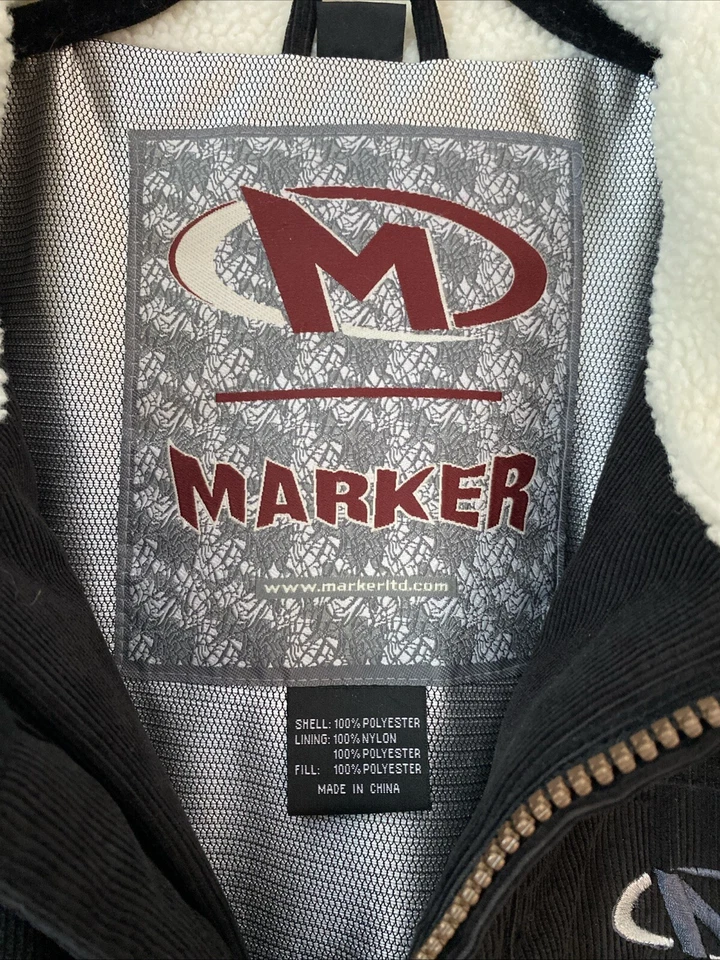 M
MARKER
www.markerltd.com
SHELL: 100% POLYESTER
LINING: 100% NYLON
100% POLYESTER
FILL: 100% POLYESTER
MADE IN CHINA
M